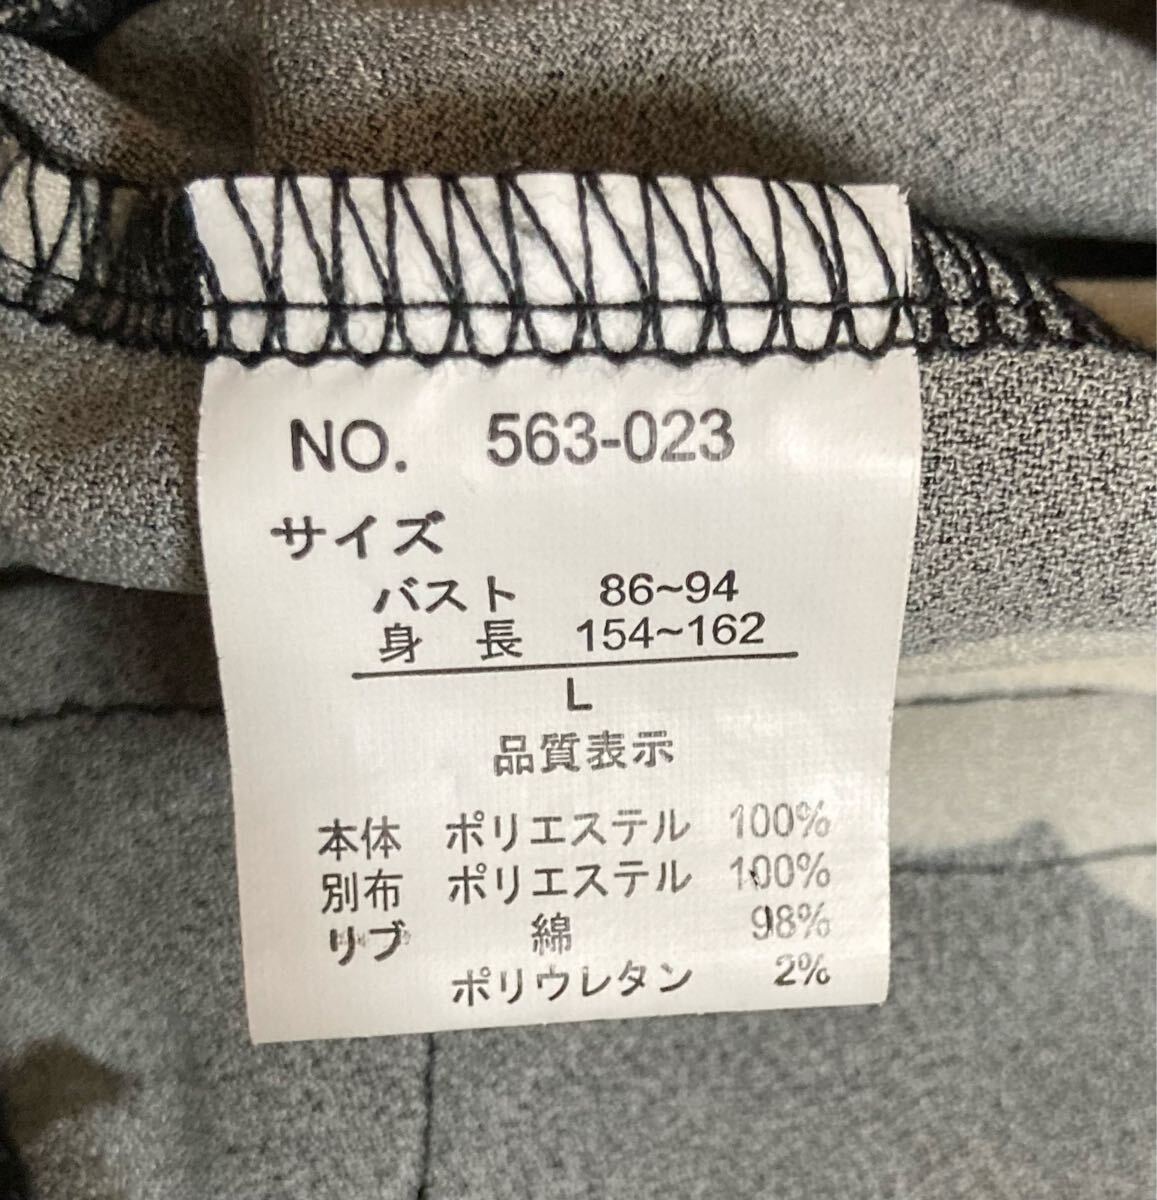 NO. 563-023
サイズ
バスト 86~94
身長 154~162
L
品質表示
本体 ポリエステル 100%
別布 ポリエステル 100%
リブ 綿 98%
ポリウレタン 2%